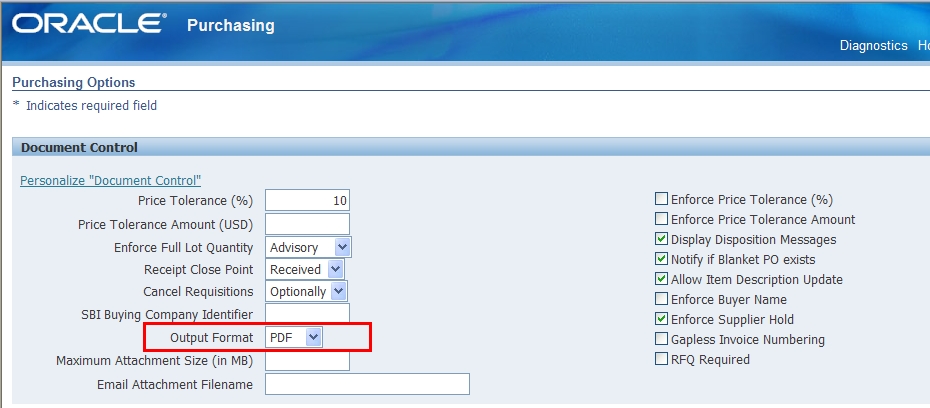 ORACLE® Purchasing
Diagnostics Ho
Purchasing Options
* Indicates required field
Document Control
Personalize "Document Control"
Price Tolerance (%) 10
Price Tolerance Amount (USD)
Enforce Full Lot Quantity Advisory
Receipt Close Point Received
Cancel Requisitions Optionally
SBI Buying Company Identifier
Output Format PDF
Maximum Attachment Size (in MB)
Email Attachment Filename
Enforce Price Tolerance (%)
Enforce Price Tolerance Amount
Display Disposition Messages
Notify if Blanket PO exists
Allow Item Description Update
Enforce Buyer Name
Enforce Supplier Hold
Gapless Invoice Numbering
RFQ Required